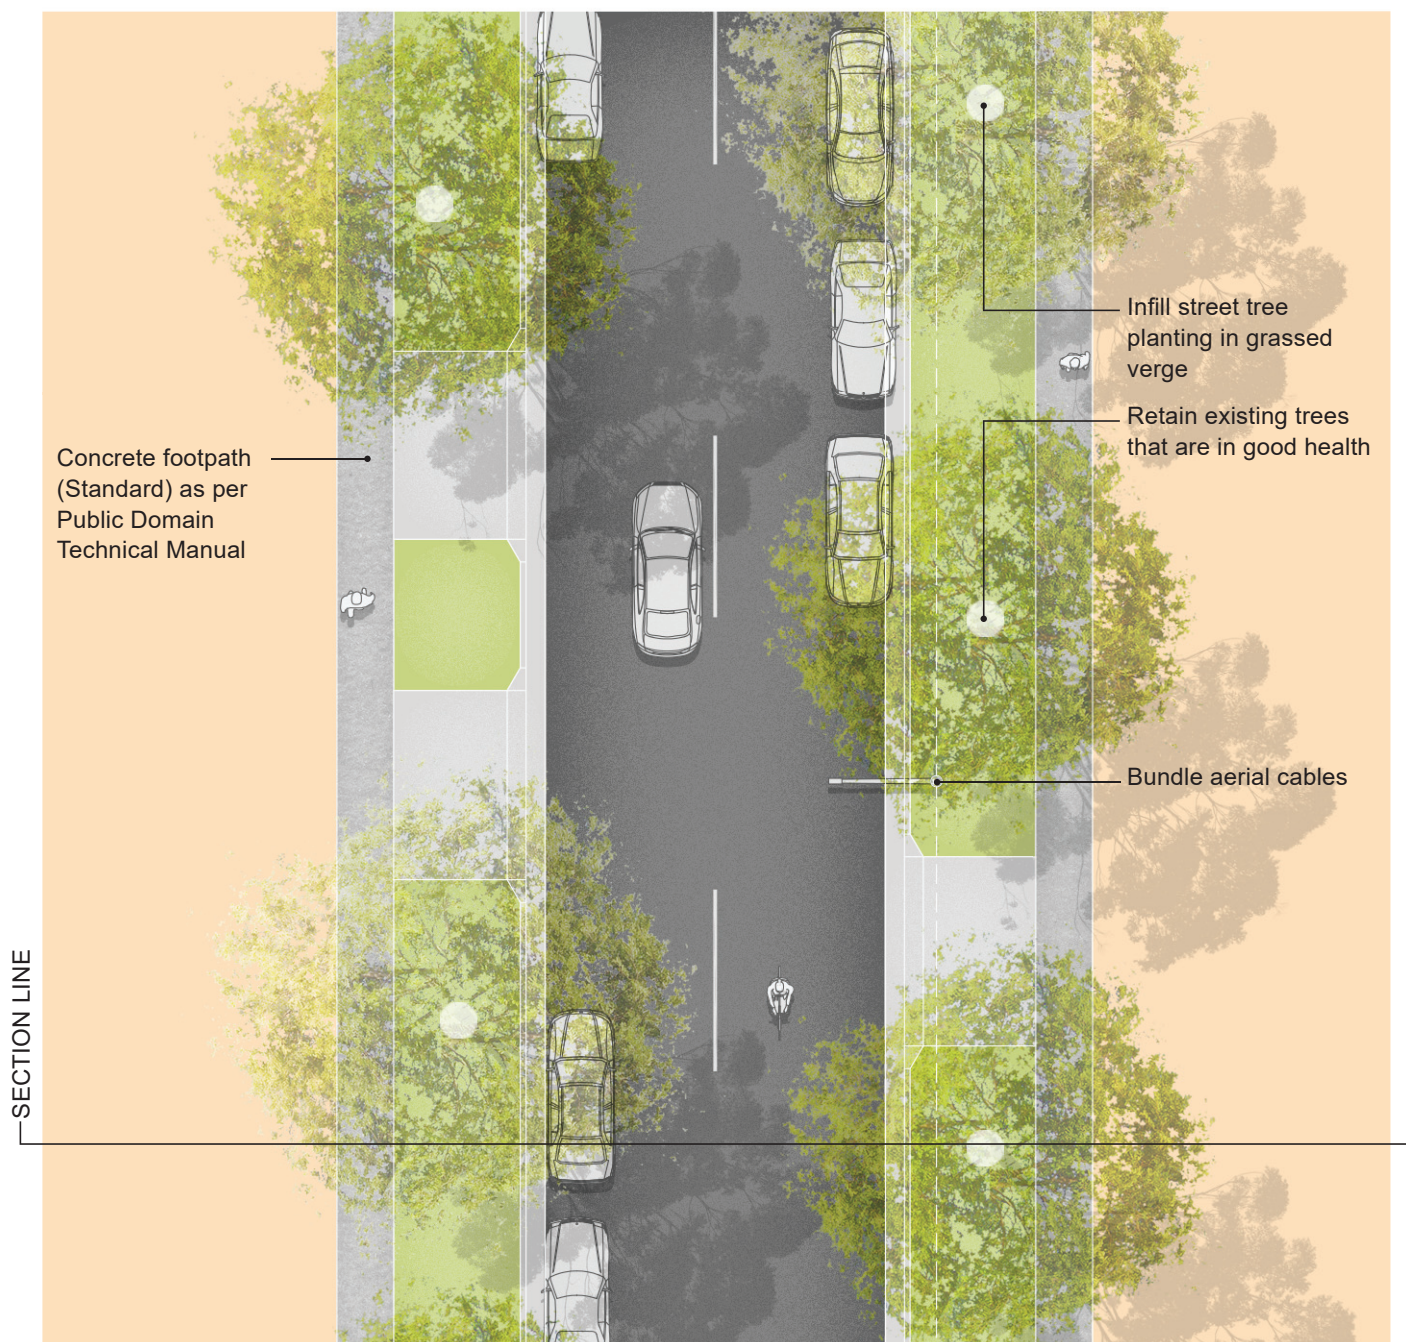 Infill street tree
planting in grassed
verge
Retain existing trees
that are in good health
Concrete footpath
(Standard) as per
Public Domain
Technical Manual
Bundle aerial cables
SECTION LINE